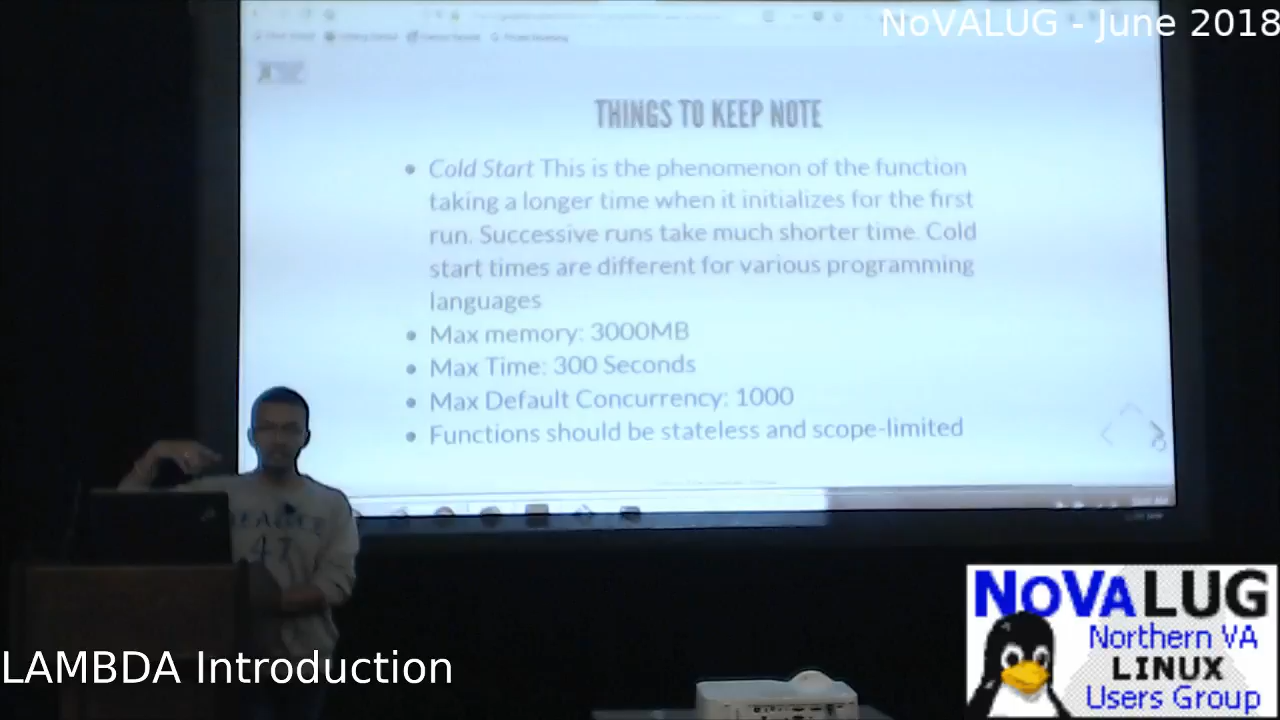 NoVALUG - June 2018
THINGS TO KEEP NOTE
Cold Start This is the phenomenon of the function
taking a longer time when it initializes for the first
run. Successive runs take much shorter time. Cold
start times are different for various programming
languages
Max memory: 3000MB
Max Time: 300 Seconds
Max Default Concurrency: 1000
Functions should be stateless and scope-limited
47
LAMBDA Introduction
NoVALUG
Northern VA
LINUX
Users Group